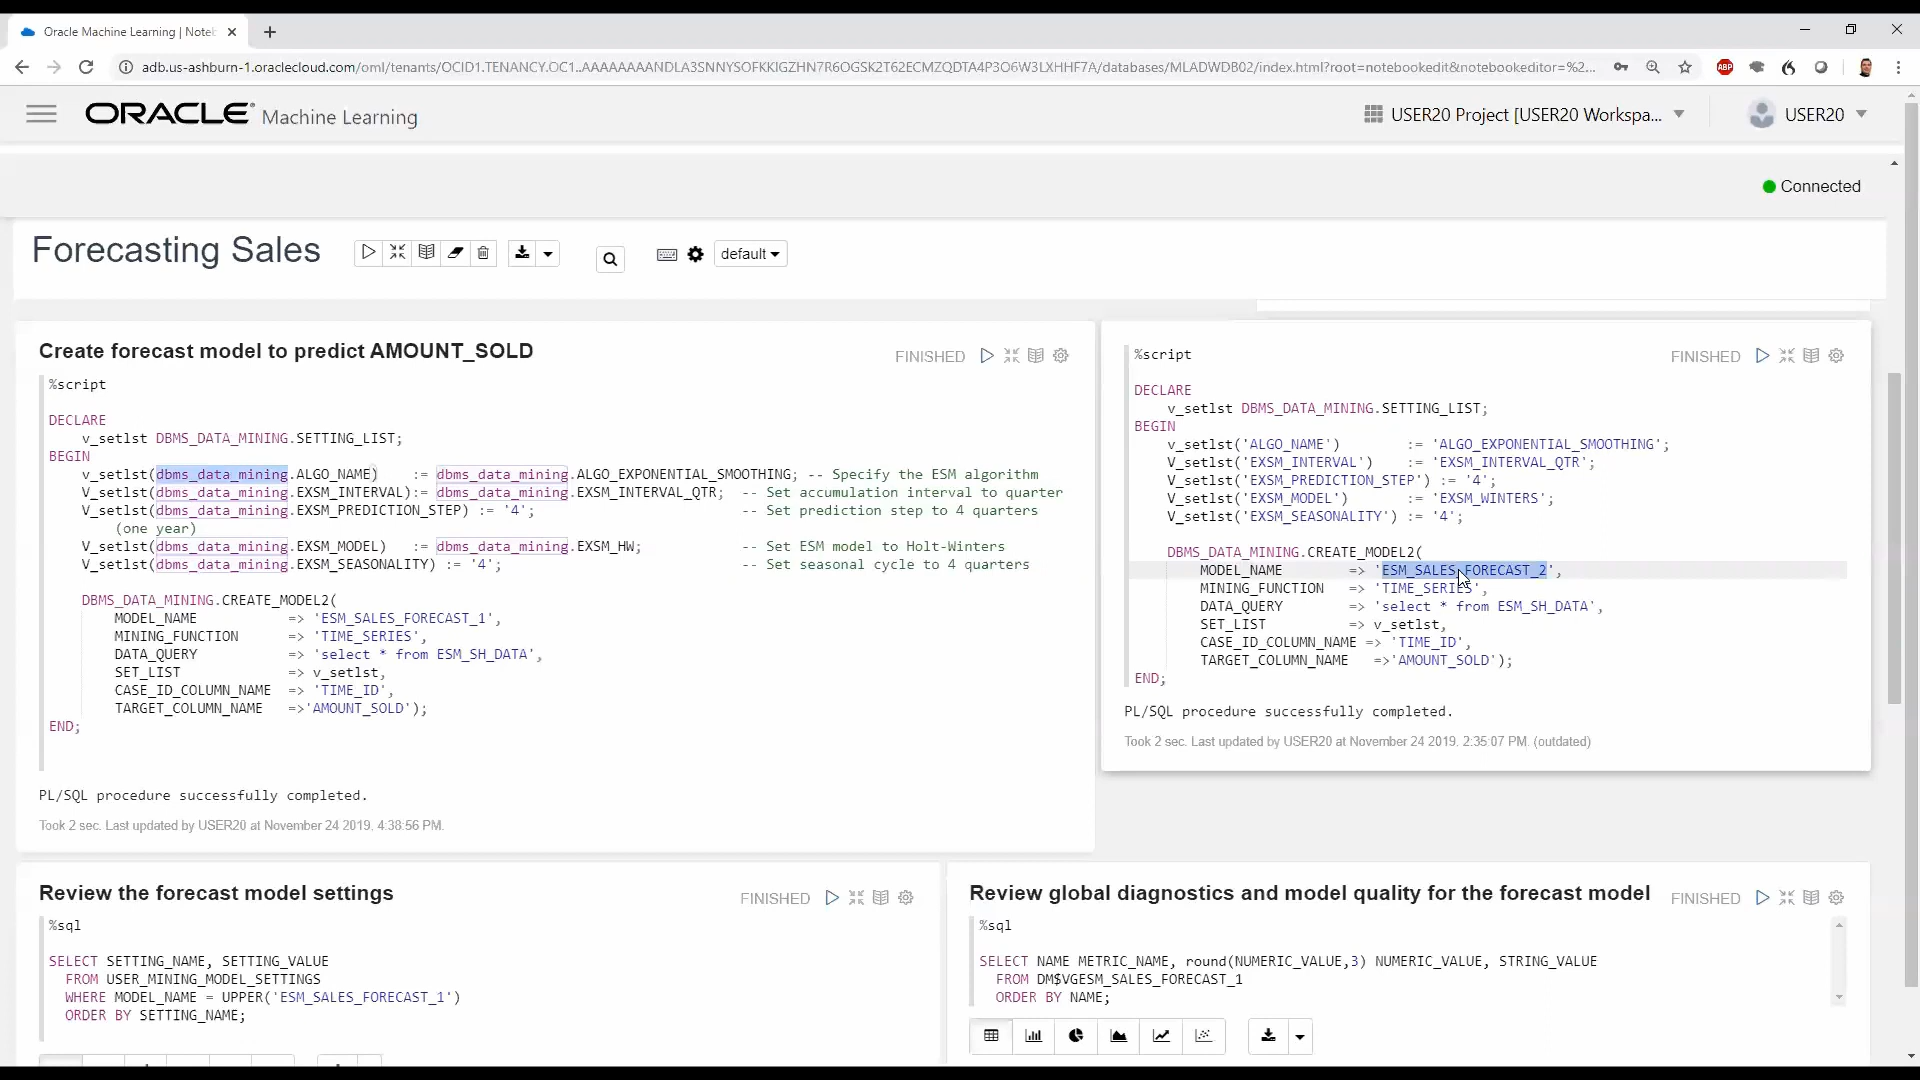 Oracle Machine Learning | Noteb
adb.us-ashburn-1.oraclecloud.com/oml/tenants/OCID1.TENANCY.OC1..AAAAAAAANDLA3SNNYSOFKKIGZHN7R6OGSK2T62ECMZQDTA4P3O6W3LXHHF7A/databases/MLADWDB02/index.html?root=notebookedit&notebookeditor=%2...
ABP
ORACLE Machine Learning
USER20 Project [USER20 Workspa...
USER20
Connected
Forecasting Sales
default
Create forecast model to predict AMOUNT_SOLD
FINISHED
%script
DECLARE
v_setlst DBMS_DATA_MINING.SETTING_LIST;
BEGIN
v_setlst(dbms_data_mining.ALGO_NAME) := dbms_data_mining.ALGO_EXPONENTIAL_SMOOTHING; -- Specify the ESM algorithm
V_setlst(dbms_data_mining.EXSM_INTERVAL):= dbms_data_mining.EXSM_INTERVAL_QTR; -- Set accumulation interval to quarter
V_setlst(dbms_data_mining.EXSM_PREDICTION_STEP) := '4'; -- Set prediction step to 4 quarters
(one year)
V_setlst(dbms_data_mining.EXSM_MODEL) := dbms_data_mining.EXSM_HW; -- Set ESM model to Holt-Winters
V_setlst(dbms_data_mining.EXSM_SEASONALITY) := '4'; -- Set seasonal cycle to 4 quarters
DBMS_DATA_MINING.CREATE_MODEL2(
MODEL_NAME => 'ESM_SALES_FORECAST_1',
MINING_FUNCTION => 'TIME_SERIES',
DATA_QUERY => 'select * from ESM_SH_DATA',
SET_LIST => v_setlst,
CASE_ID_COLUMN_NAME => 'TIME_ID',
TARGET_COLUMN_NAME =>'AMOUNT_SOLD');
END;
PL/SQL procedure successfully completed.
Took 2 sec. Last updated by USER20 at November 24 2019, 4:38:56 PM.
FINISHED
%script
DECLARE
v_setlst DBMS_DATA_MINING.SETTING_LIST;
BEGIN
v_setlst('ALGO_NAME') := 'ALGO_EXPONENTIAL_SMOOTHING';
V_setlst('EXSM_INTERVAL') := 'EXSM_INTERVAL_QTR';
V_setlst('EXSM_PREDICTION_STEP') := '4';
V_setlst('EXSM_MODEL') := 'EXSM_WINTERS';
V_setlst('EXSM_SEASONALITY') := '4';
DBMS_DATA_MINING.CREATE_MODEL2(
MODEL_NAME => 'ESM_SALES_FORECAST_2',
MINING_FUNCTION => 'TIME_SERIES',
DATA_QUERY => 'select * from ESM_SH_DATA',
SET_LIST => v_setlst,
CASE_ID_COLUMN_NAME => 'TIME_ID',
TARGET_COLUMN_NAME =>'AMOUNT_SOLD');
END;
PL/SQL procedure successfully completed.
Took 2 sec. Last updated by USER20 at November 24 2019, 2:35:07 PM. (outdated)
Review the forecast model settings
FINISHED
%sql
SELECT SETTING_NAME, SETTING_VALUE
FROM USER_MINING_MODEL_SETTINGS
WHERE MODEL_NAME = UPPER('ESM_SALES_FORECAST_1')
ORDER BY SETTING_NAME;
Review global diagnostics and model quality for the forecast model
FINISHED
%sql
SELECT NAME METRIC_NAME, round(NUMERIC_VALUE,3) NUMERIC_VALUE, STRING_VALUE
FROM DM$VGESM_SALES_FORECAST_1
ORDER BY NAME;